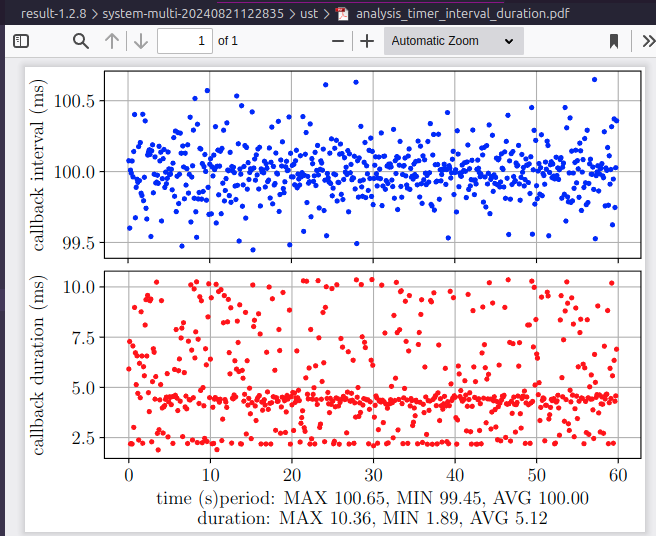 result-1.2.8 > system-multi-20240821122835 > ust > analysis_timer_interval_duration.pdf
1 of 1 — + Automatic Zoom
callback interval (ms)
100.5
100.0
99.5
callback duration (ms)
10.0
7.5
5.0
2.5
0 10 20 30 40 50 60
time (s)period: MAX 100.65, MIN 99.45, AVG 100.00
duration: MAX 10.36, MIN 1.89, AVG 5.12